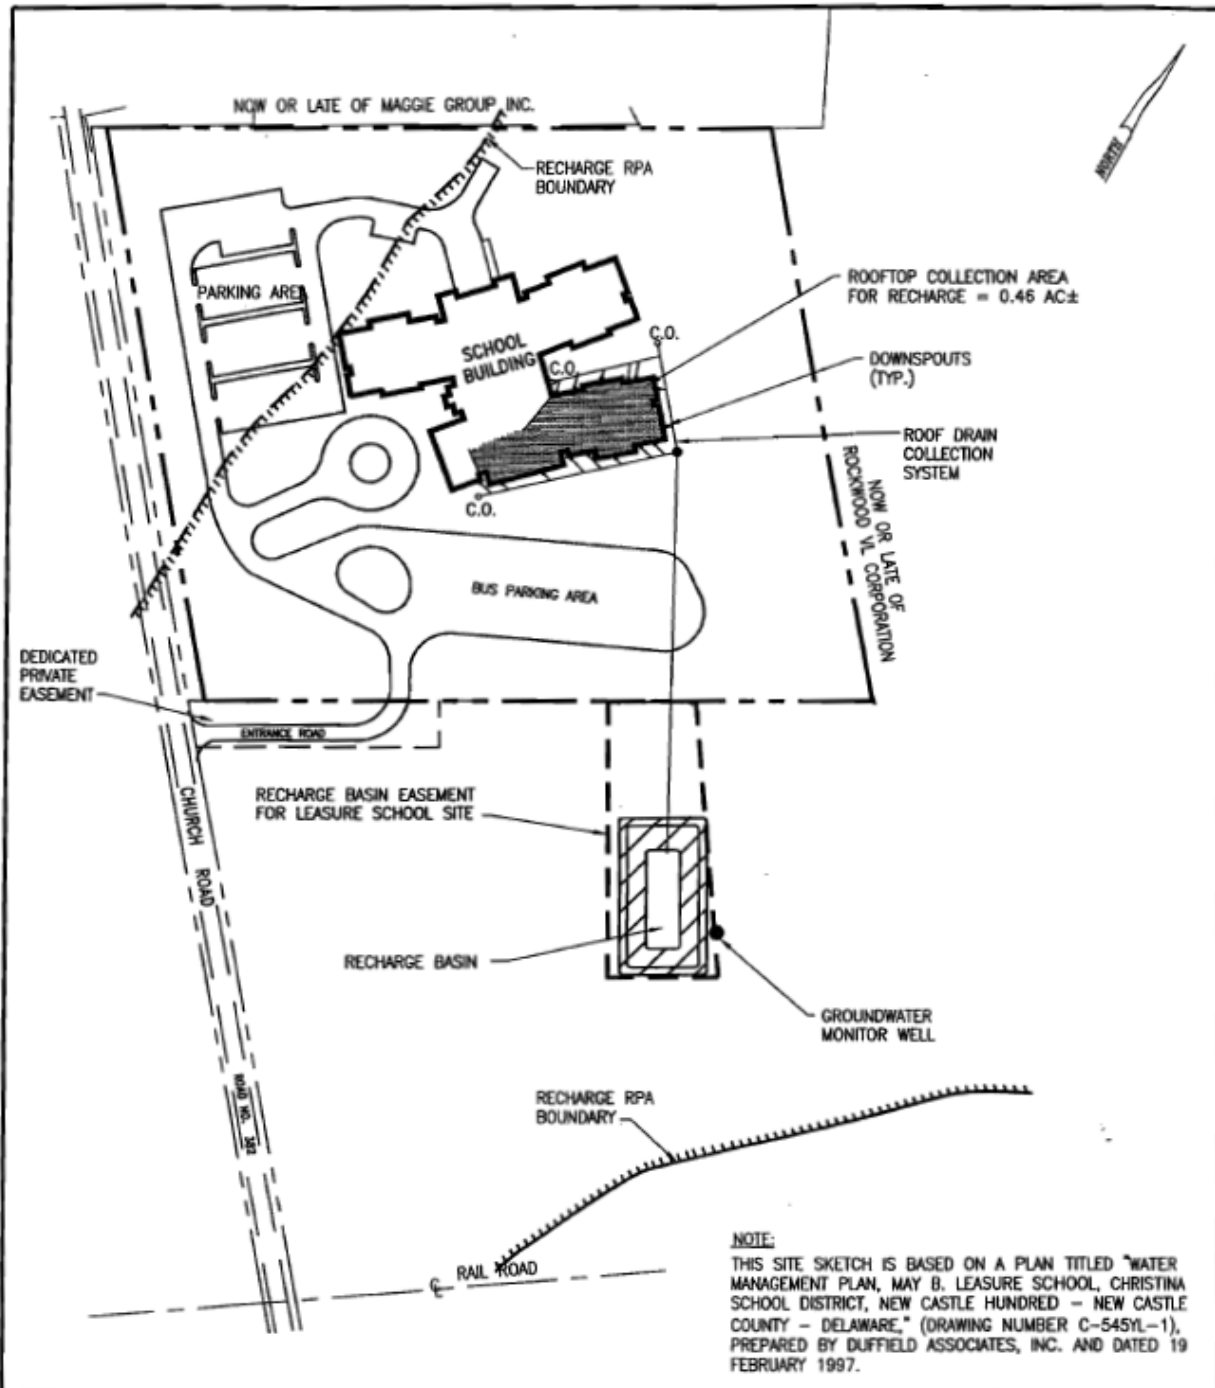 NOW OR LATE OF MAGGIE GROUP INC.
RECHARGE RPA
BOUNDARY
NORTH
PARKING AREA
ROOFTOP COLLECTION AREA
FOR RECHARGE = 0.46 AC±
SCHOOL
BUILDING
C.O.
C.O.
DOWNSPOUTS
(TYP.)
ROOF DRAIN
COLLECTION
SYSTEM
C.O.
NOW OR LATE OF
ROCKWOOD VL CORPORATION
BUS PARKING AREA
DEDICATED
PRIVATE
EASEMENT
ENTRANCE ROAD
CHURCH ROAD
RECHARGE BASIN EASEMENT
FOR LEASURE SCHOOL SITE
RECHARGE BASIN
GROUNDWATER
MONITOR WELL
ROAD NO. 382
RECHARGE RPA
BOUNDARY
RAIL ROAD
NOTE:
THIS SITE SKETCH IS BASED ON A PLAN TITLED "WATER
MANAGEMENT PLAN, MAY B. LEASURE SCHOOL, CHRISTINA
SCHOOL DISTRICT, NEW CASTLE HUNDRED – NEW CASTLE
COUNTY – DELAWARE," (DRAWING NUMBER C-545YL-1),
PREPARED BY DUFFIELD ASSOCIATES, INC. AND DATED 19
FEBRUARY 1997.